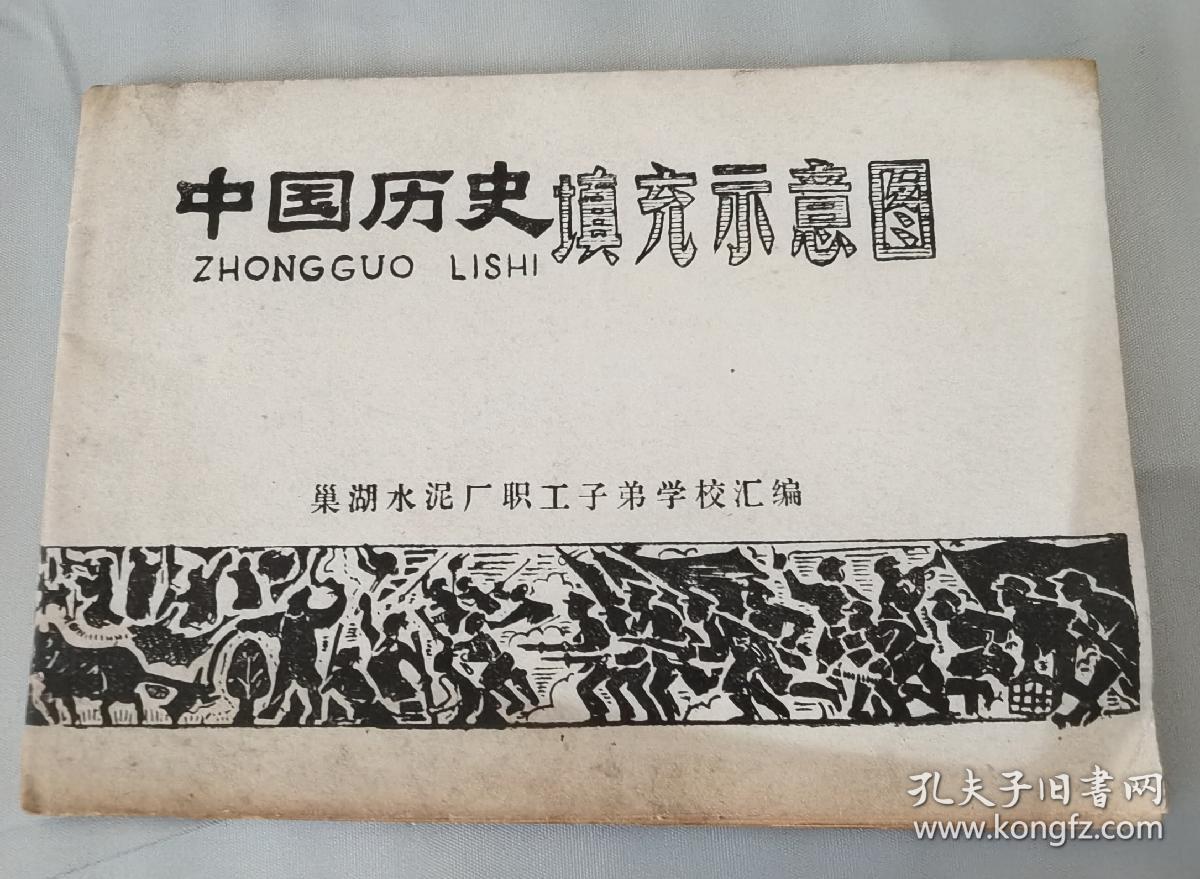 中国历史填充示意图
ZHONGGUO LISHI
巢湖水泥厂职工子弟学校汇编
孔夫子旧书网
www.kongfz.com